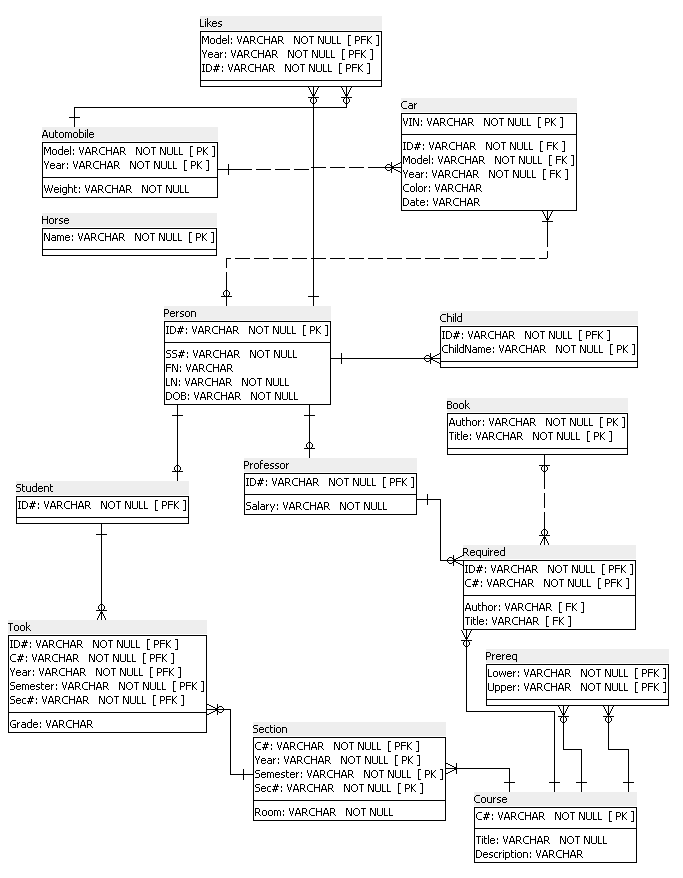 Likes
Model: VARCHAR NOT NULL [ PFK ]
Year: VARCHAR NOT NULL [ PFK ]
ID#: VARCHAR NOT NULL [ PFK ]
Car
VIN: VARCHAR NOT NULL [ PK ]
ID#: VARCHAR NOT NULL [ FK ]
Model: VARCHAR NOT NULL [ FK ]
Year: VARCHAR NOT NULL [ FK ]
Color: VARCHAR
Date: VARCHAR
Automobile
Model: VARCHAR NOT NULL [ PK ]
Year: VARCHAR NOT NULL [ PK ]
Weight: VARCHAR NOT NULL
Horse
Name: VARCHAR NOT NULL [ PK ]
Person
ID#: VARCHAR NOT NULL [ PK ]
SS#: VARCHAR NOT NULL
FN: VARCHAR
LN: VARCHAR NOT NULL
DOB: VARCHAR NOT NULL
Child
ID#: VARCHAR NOT NULL [ PFK ]
ChildName: VARCHAR NOT NULL [ PK ]
Book
Author: VARCHAR NOT NULL [ PK ]
Title: VARCHAR NOT NULL [ PK ]
Professor
ID#: VARCHAR NOT NULL [ PFK ]
Salary: VARCHAR NOT NULL
Student
ID#: VARCHAR NOT NULL [ PFK ]
Required
ID#: VARCHAR NOT NULL [ PFK ]
C#: VARCHAR NOT NULL [ PFK ]
Author: VARCHAR [ FK ]
Title: VARCHAR [ FK ]
Took
ID#: VARCHAR NOT NULL [ PFK ]
C#: VARCHAR NOT NULL [ PFK ]
Year: VARCHAR NOT NULL [ PFK ]
Semester: VARCHAR NOT NULL [ PFK ]
Sec#: VARCHAR NOT NULL [ PFK ]
Grade: VARCHAR
Prereq
Lower: VARCHAR NOT NULL [ PFK ]
Upper: VARCHAR NOT NULL [ PFK ]
Section
C#: VARCHAR NOT NULL [ PFK ]
Year: VARCHAR NOT NULL [ PK ]
Semester: VARCHAR NOT NULL [ PK ]
Sec#: VARCHAR NOT NULL [ PK ]
Room: VARCHAR NOT NULL
Course
C#: VARCHAR NOT NULL [ PK ]
Title: VARCHAR NOT NULL
Description: VARCHAR